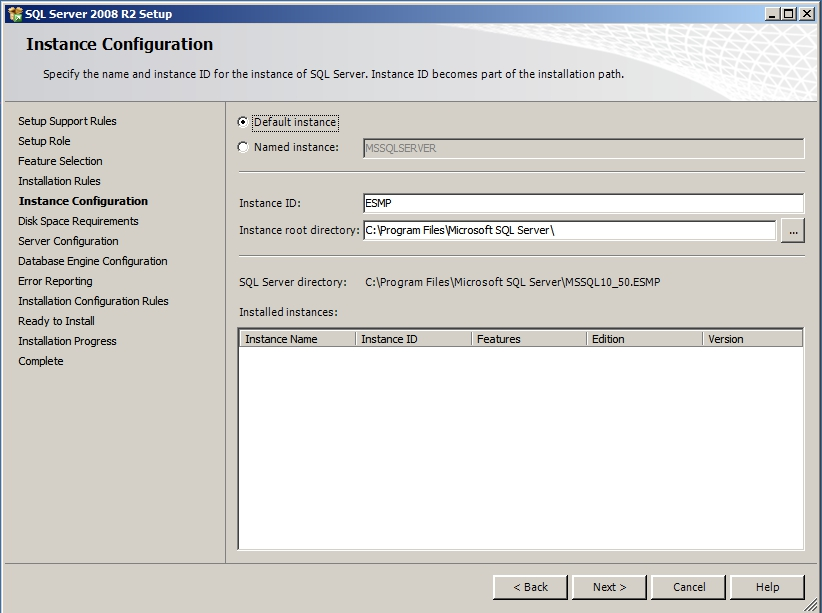 SQL Server 2008 R2 Setup
Instance Configuration
Specify the name and instance ID for the instance of SQL Server. Instance ID becomes part of the installation path.
Setup Support Rules
Setup Role
Feature Selection
Installation Rules
Instance Configuration
Disk Space Requirements
Server Configuration
Database Engine Configuration
Error Reporting
Installation Configuration Rules
Ready to Install
Installation Progress
Complete
Default instance
Named instance: MSSQLSERVER
Instance ID: ESMP
Instance root directory: C:\Program Files\Microsoft SQL Server\ ...
SQL Server directory: C:\Program Files\Microsoft SQL Server\MSSQL10_50.ESMP
Installed instances:
Instance Name Instance ID Features Edition Version
< Back Next > Cancel Help